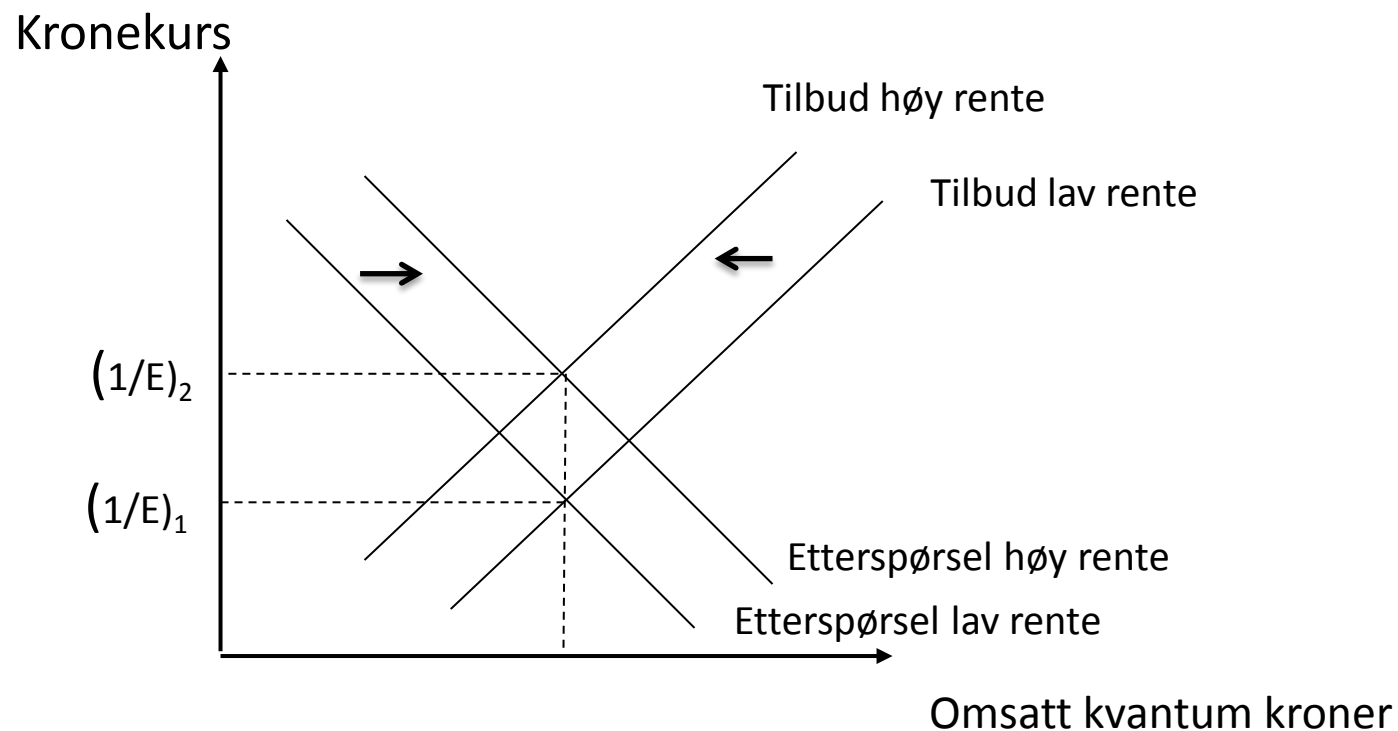 Kronekurs
Tilbud høy rente
Tilbud lav rente
(1/E)₂
(1/E)₁
Etterspørsel høy rente
Etterspørsel lav rente
Omsatt kvantum kroner